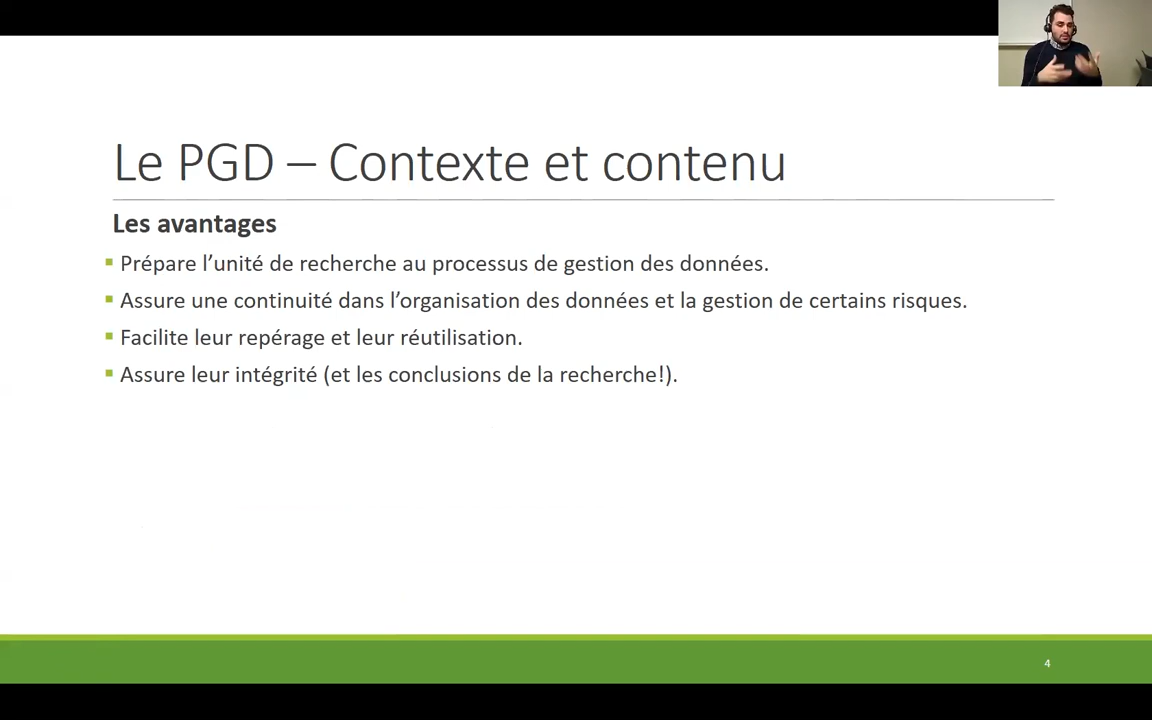 Le PGD – Contexte et contenu
Les avantages
▪ Prépare l’unité de recherche au processus de gestion des données.
▪ Assure une continuité dans l’organisation des données et la gestion de certains risques.
▪ Facilite leur repérage et leur réutilisation.
▪ Assure leur intégrité (et les conclusions de la recherche!).
4